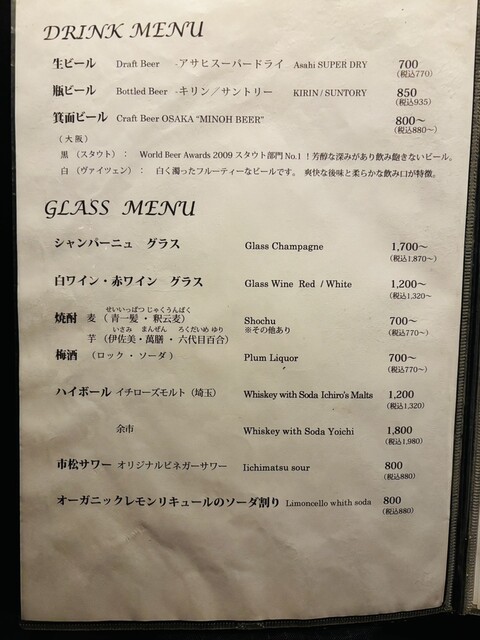 DRINK MENU
生ビール Draft Beer -アサヒスーパードライ Asahi SUPER DRY 700
(税込770)
瓶ビール Bottled Beer -キリン／サントリー KIRIN / SUNTORY 850
(税込935)
箕面ビール Craft Beer OSAKA "MINOH BEER" 800～
(税込880～)
（大阪）
黒 （スタウト）： World Beer Awards 2009 スタウト部門 No.1 ！芳醇な深みがあり飲み飽きないビール。
白 （ヴァイツェン）： 白く濁ったフルーティーなビールです。 爽快な後味と柔らかな飲み口が特徴。
GLASS MENU
シャンパーニュ グラス Glass Champagne 1,700～
(税込1,870～)
白ワイン・赤ワイン グラス Glass Wine Red / White 1,200～
(税込1,320～
せいいっぱつ じゃくうんばく
焼酎 麦 （青一髪・釈云麦） Shochu 700～
いさみ まんぜん ろくだいめ ゆり ※その他あり (税込770～)
芋 （伊佐美・萬膳・六代目百合）
梅酒 （ロック・ソーダ） Plum Liquor 700～
(税込770～)
ハイボール イチローズモルト（埼玉） Whiskey with Soda Ichiro's Malts 1,200
(税込1,320)
余市 Whiskey with Soda Yoichi 1,800
(税込1,980)
市松サワー オリジナルビネガーサワー Iichimatsu sour 800
(税込880)
オーガニックレモンリキュールのソーダ割り Limoncello whith soda 800
(税込880)